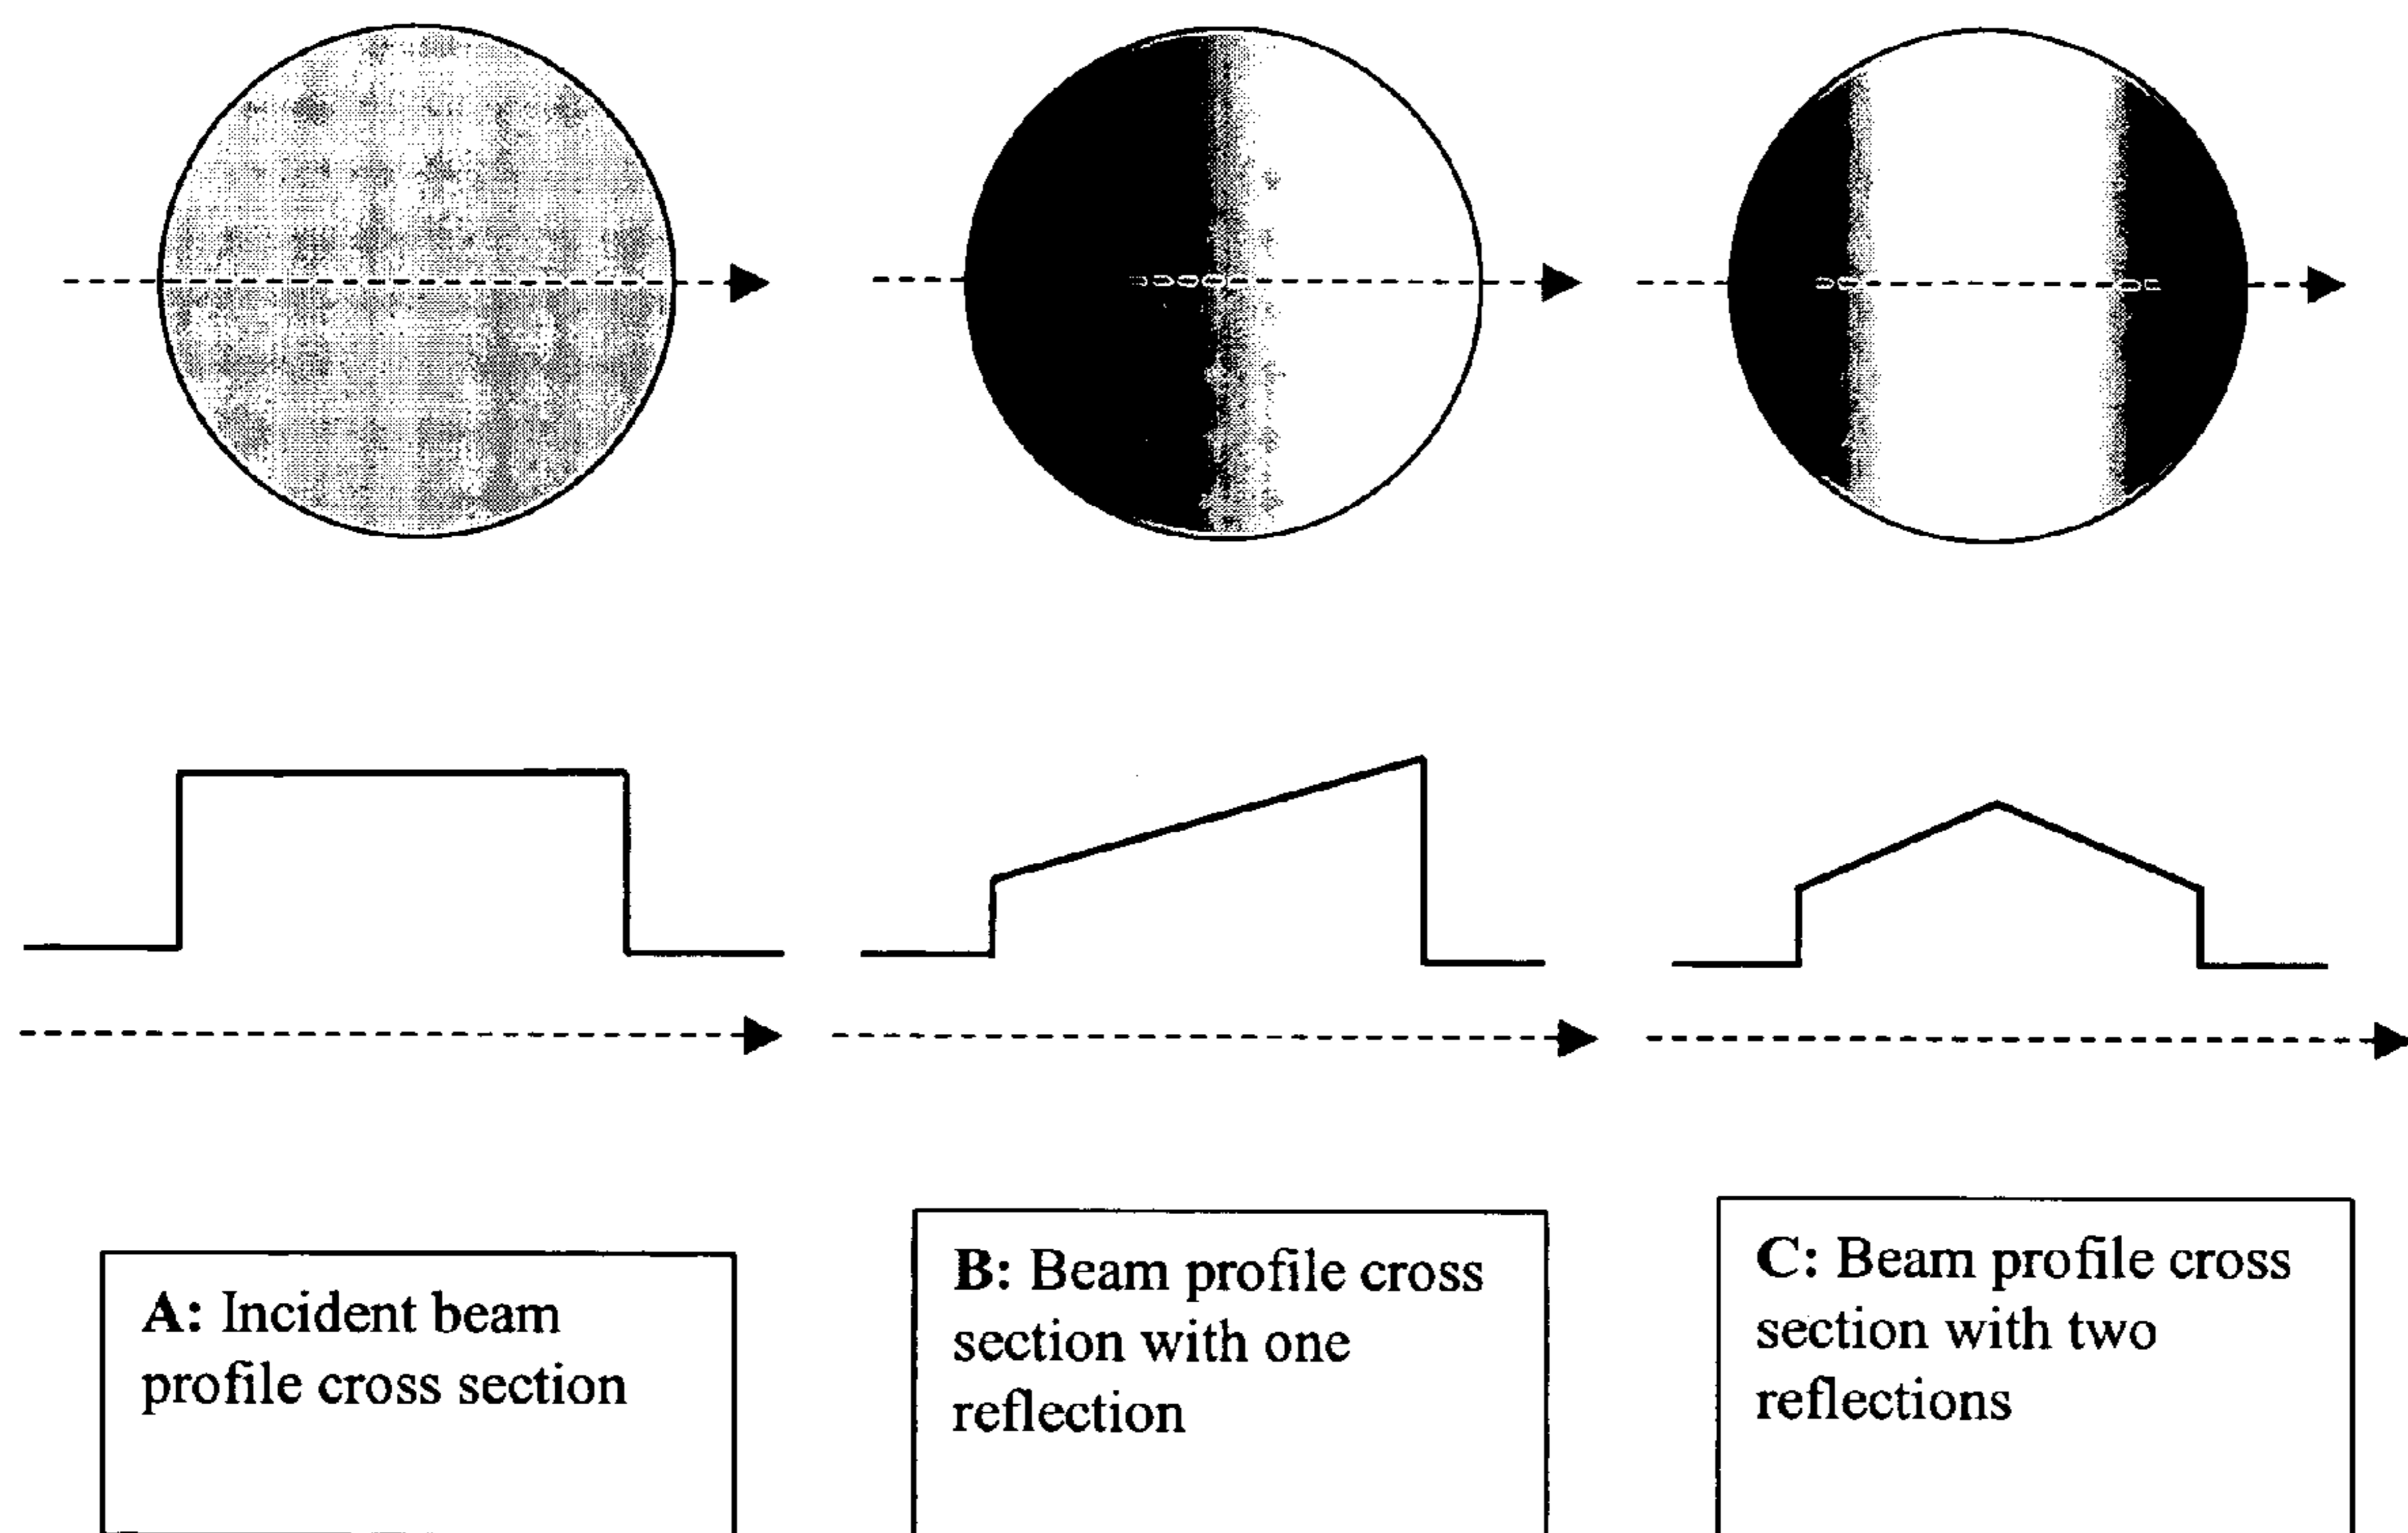 A: Incident beam
profile cross section
B: Beam profile cross
section with one
reflection
C: Beam profile cross
section with two
reflections